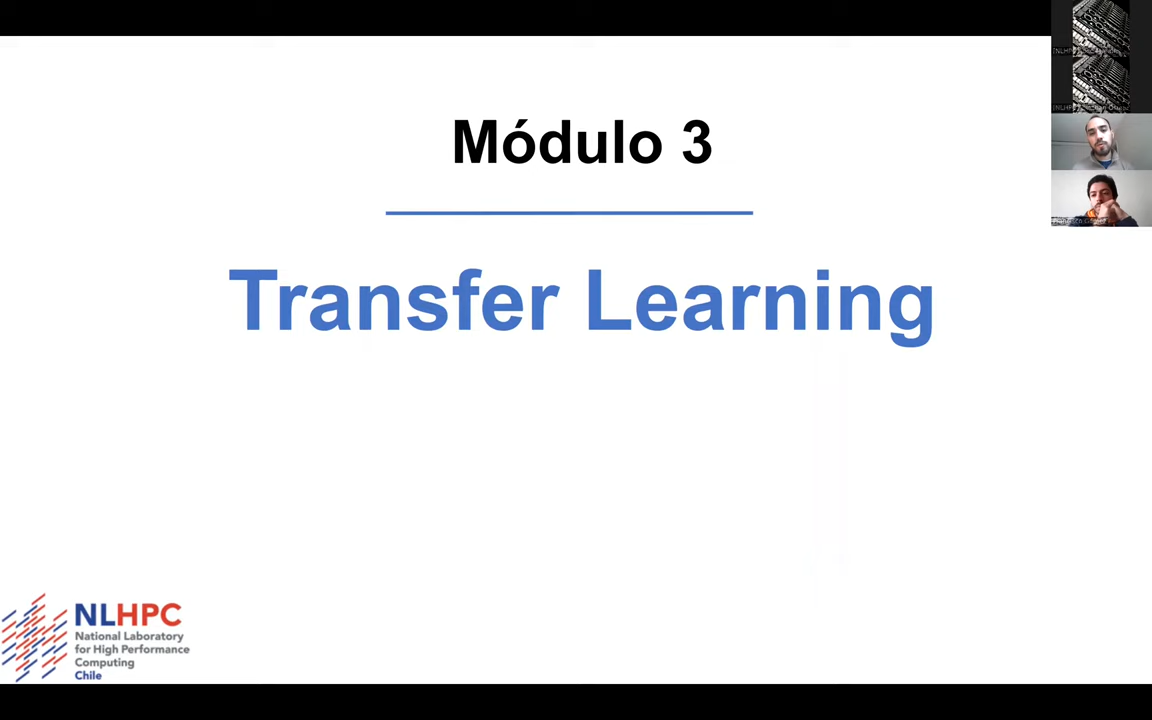 Módulo 3
Transfer Learning
NLHPC
National Laboratory
for High Performance
Computing
Chile